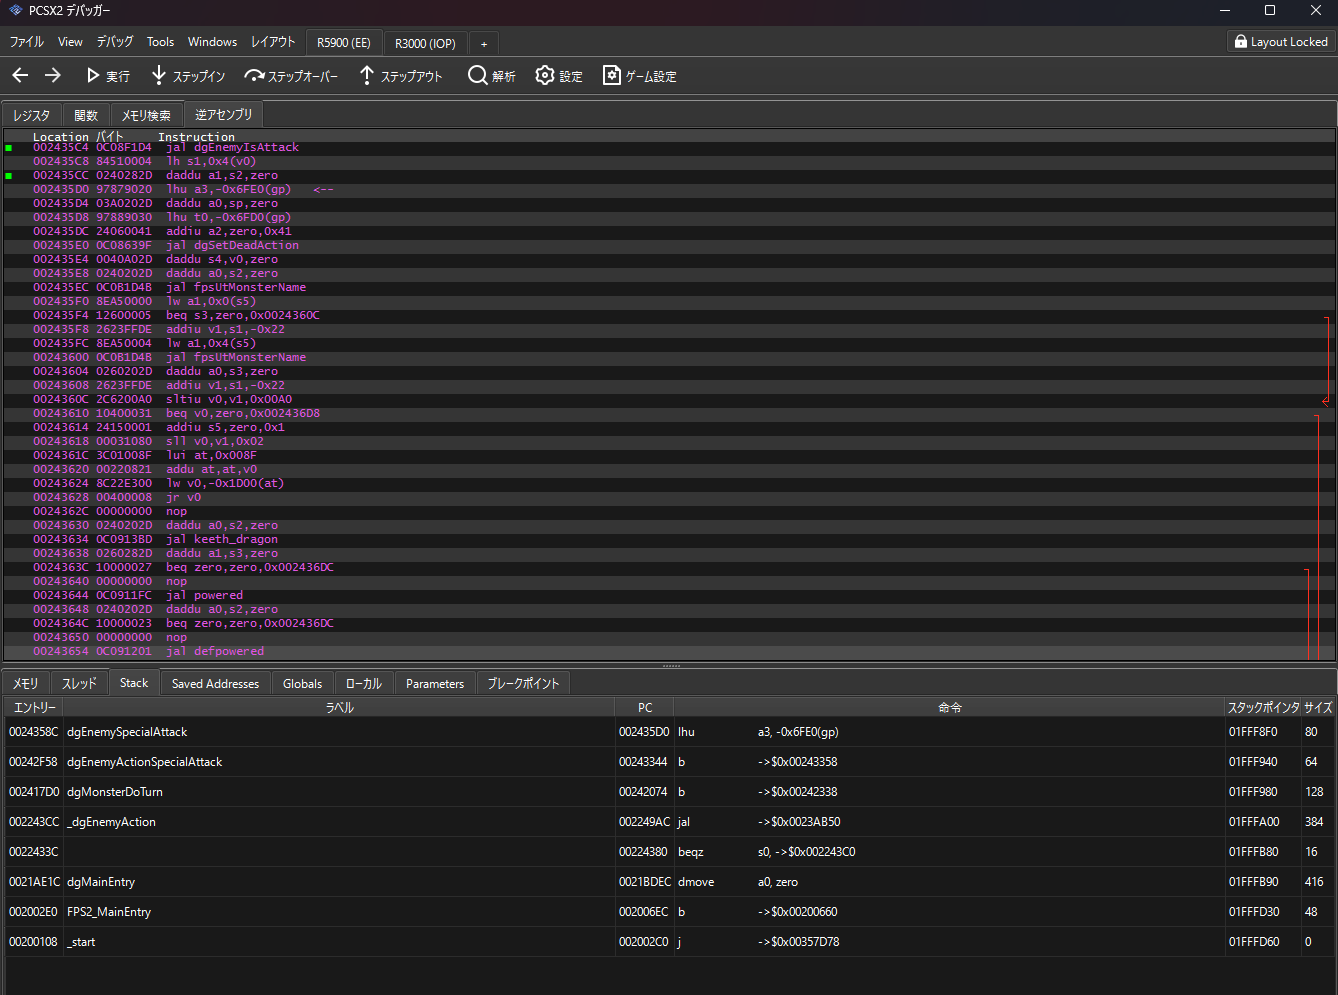 PCSX2 デバッガー
ファイル View デバッグ Tools Windows レイアウト R5900 (EE) R3000 (IOP) + Layout Locked
実行 ステップイン ステップオーバー ステップアウト 解析 設定 ゲーム設定
レジスタ 関数 メモリ検索 逆アセンブリ
Location バイト Instruction
002435C4 0C08F1D4 jal dgEnemyIsAttack
002435C8 84510004 lh s1,0x4(v0)
002435CC 0240282D daddu a1,s2,zero
002435D0 97879020 lhu a3,-0x6FE0(gp) <--
002435D4 03A0202D daddu a0,sp,zero
002435D8 97889030 lhu t0,-0x6FD0(gp)
002435DC 24060041 addiu a2,zero,0x41
002435E0 0C08639F jal dgSetDeadAction
002435E4 0040A02D daddu s4,v0,zero
002435E8 0240202D daddu a0,s2,zero
002435EC 0C0B1D4B jal fpsUtMonsterName
002435F0 8EA50000 lw a1,0x0(s5)
002435F4 12600005 beq s3,zero,0x0024360C
002435F8 2623FFDE addiu v1,s1,-0x22
002435FC 8EA50004 lw a1,0x4(s5)
00243600 0C0B1D4B jal fpsUtMonsterName
00243604 0260202D daddu a0,s3,zero
00243608 2623FFDE addiu v1,s1,-0x22
0024360C 2C6200A0 sltiu v0,v1,0x00A0
00243610 10400031 beq v0,zero,0x002436D8
00243614 24150001 addiu s5,zero,0x1
00243618 00031080 sll v0,v1,0x02
0024361C 3C01008F lui at,0x008F
00243620 00220821 addu at,at,v0
00243624 8C22E300 lw v0,-0x1D00(at)
00243628 00400008 jr v0
0024362C 00000000 nop
00243630 0240202D daddu a0,s2,zero
00243634 0C0913BD jal keeth_dragon
00243638 0260282D daddu a1,s3,zero
0024363C 10000027 beq zero,zero,0x002436DC
00243640 00000000 nop
00243644 0C0911FC jal powered
00243648 0240202D daddu a0,s2,zero
0024364C 10000023 beq zero,zero,0x002436DC
00243650 00000000 nop
00243654 0C091201 jal defpowered
メモリ スレッド Stack Saved Addresses Globals ローカル Parameters ブレークポイント
エントリー ラベル PC 命令 スタックポインタ サイズ
0024358C dgEnemySpecialAttack 002435D0 lhu a3, -0x6FE0(gp) 01FFF8F0 80
00242F58 dgEnemyActionSpecialAttack 00243344 b ->$0x00243358 01FFF940 64
002417D0 dgMonsterDoTurn 00242074 b ->$0x00242338 01FFF980 128
002243CC _dgEnemyAction 002249AC jal ->$0x0023AB50 01FFFA00 384
0022433C 00224380 beqz s0, ->$0x002243C0 01FFFB80 16
0021AE1C dgMainEntry 0021BDEC dmove a0, zero 01FFFB90 416
002002E0 FPS2_MainEntry 002006EC b ->$0x00200660 01FFFD30 48
00200108 _start 002002C0 j ->$0x00357D78 01FFFD60 0